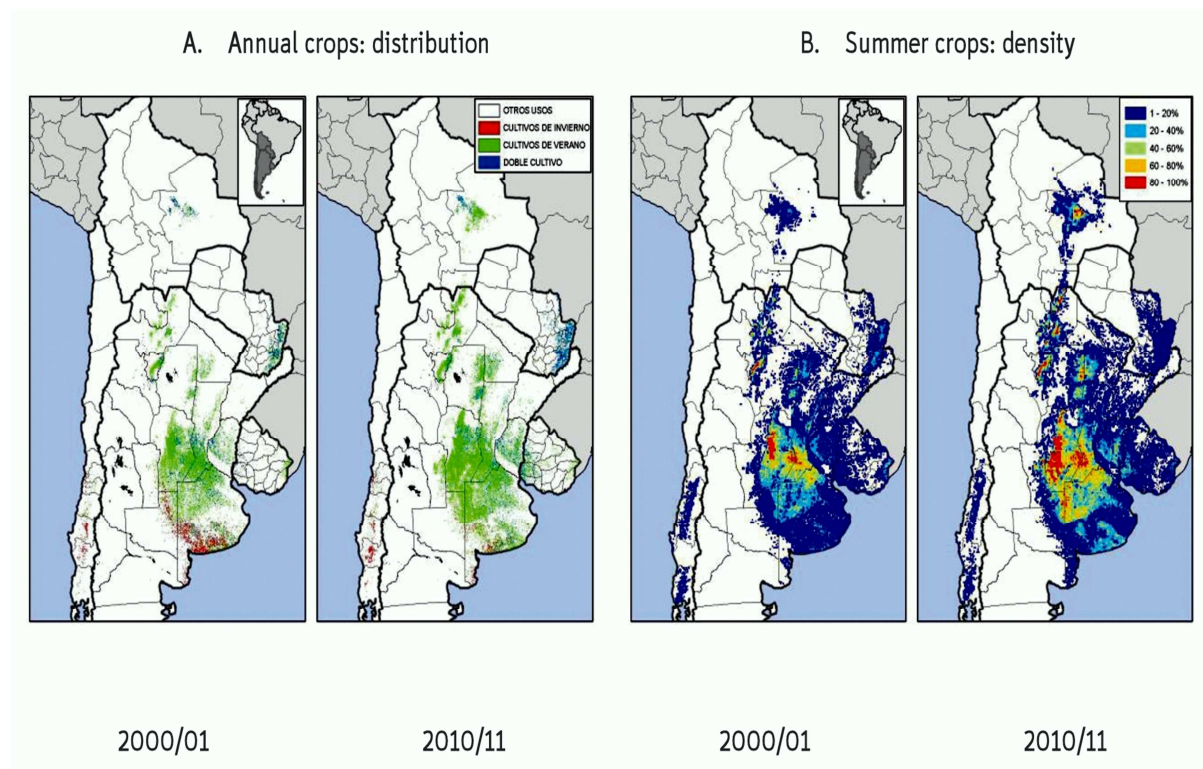 A. Annual crops: distribution
B. Summer crops: density
OTROS USOS
CULTIVOS DE INVIERNO
CULTIVOS DE VERANO
DOBLE CULTIVO
1 - 20%
20 - 40%
40 - 60%
60 - 80%
80 - 100%
2000/01
2010/11
2000/01
2010/11